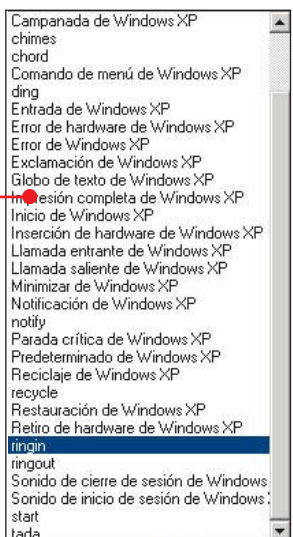 Campanada de Windows XP
chimes
chord
Comando de menú de Windows XP
ding
Entrada de Windows XP
Error de hardware de Windows XP
Error de Windows XP
Exclamación de Windows XP
Globo de texto de Windows XP
completa de Windows XP
Inicio de Windows XP
Inserción de hardware de Windows XP
Llamada entrante de Windows XP
Llamada saliente de Windows XP
Minimizar de Windows XP
Notificación de Windows XP
notify
Parada crítica de Windows XP
Predeterminado de Windows XP
Reciclaje de Windows XP
recycle
Restauración de Windows XP
Retiro de hardware de Windows XP
ringin
ringout
Sonido de cierre de sesión de Windows
Sonido de inicio de sesión de Windows
start
tada